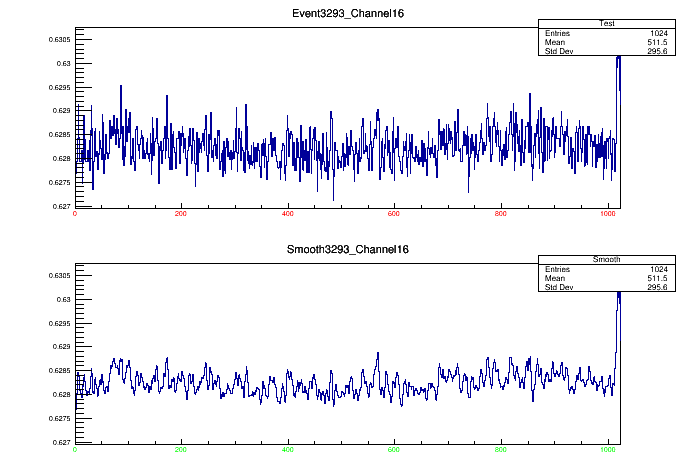 Event3293_Channel16
Test
Entries 1024
Mean 511.5
Std Dev 295.6
0.6305
0.63
0.6295
0.629
0.6285
0.628
0.6275
0.627
0 200 400 600 800 1000
Smooth3293_Channel16
Smooth
Entries 1024
Mean 511.5
Std Dev 295.6
0.6305
0.63
0.6295
0.629
0.6285
0.628
0.6275
0.627
0 200 400 600 800 1000